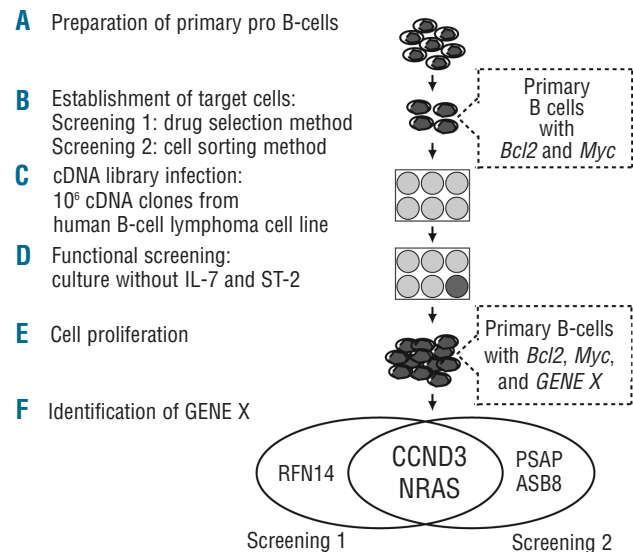 A Preparation of primary pro B-cells
B Establishment of target cells:
Screening 1: drug selection method
Screening 2: cell sorting method
Primary
B cells
with
Bcl2 and Myc
C cDNA library infection:
10⁶ cDNA clones from
human B-cell lymphoma cell line
D Functional screening:
culture without IL-7 and ST-2
E Cell proliferation
Primary B-cells
with Bcl2, Myc,
and GENE X
F Identification of GENE X
RFN14
CCND3
NRAS
PSAP
ASB8
Screening 1
Screening 2